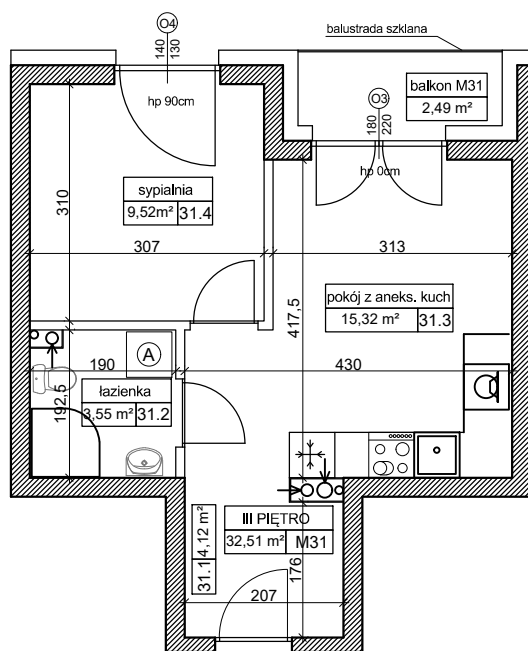 O4
140
130
hp 90cm
balustrada szklana
balkon M31
2,49 m²
O3
180
220
hp 0cm
310
sypialnia
9,52m² 31.4
307
313
417,5
pokój z aneks. kuch
15,32 m² 31.3
190
430
A
192,5
łazienka
3,55 m² 31.2
III PIĘTRO
32,51 m² M31
31.1 4,12 m²
176
207